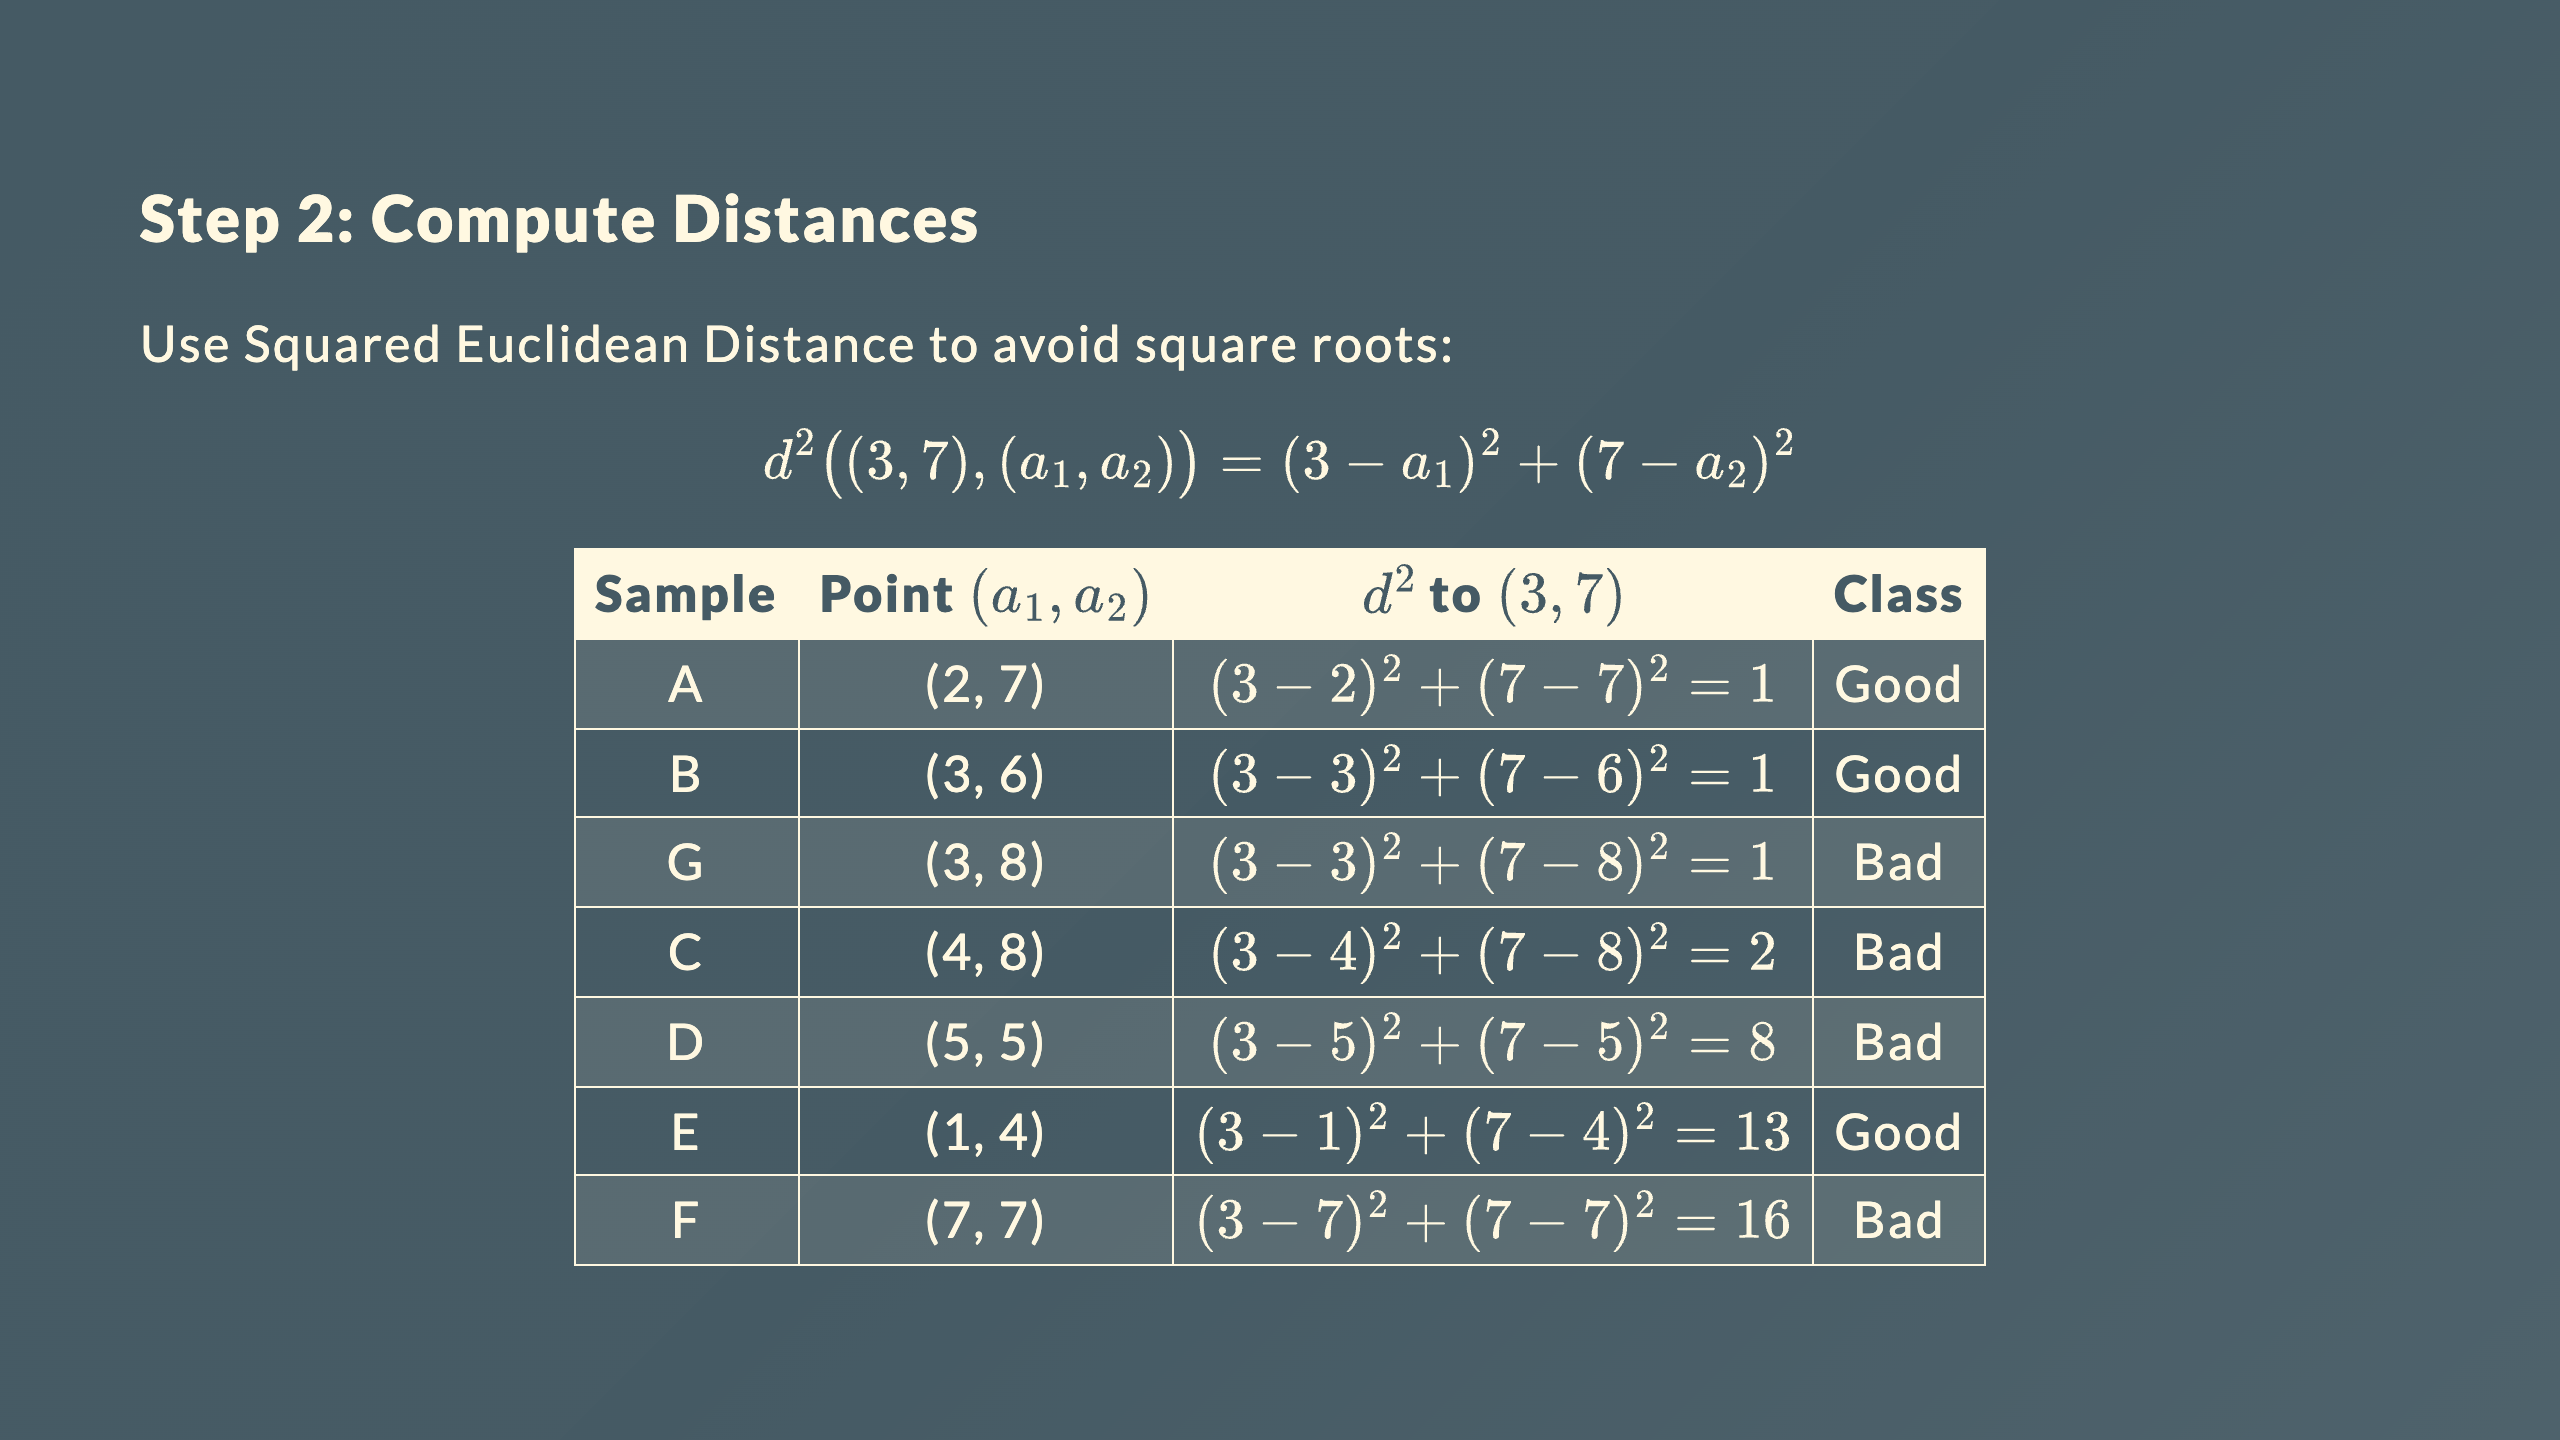 Step 2: Compute Distances
Use Squared Euclidean Distance to avoid square roots:
d²((3, 7), (a₁, a₂)) = (3 − a₁)² + (7 − a₂)²
Sample Point (a₁, a₂) d² to (3, 7) Class
A (2, 7) (3 − 2)² + (7 − 7)² = 1 Good
B (3, 6) (3 − 3)² + (7 − 6)² = 1 Good
G (3, 8) (3 − 3)² + (7 − 8)² = 1 Bad
C (4, 8) (3 − 4)² + (7 − 8)² = 2 Bad
D (5, 5) (3 − 5)² + (7 − 5)² = 8 Bad
E (1, 4) (3 − 1)² + (7 − 4)² = 13 Good
F (7, 7) (3 − 7)² + (7 − 7)² = 16 Bad